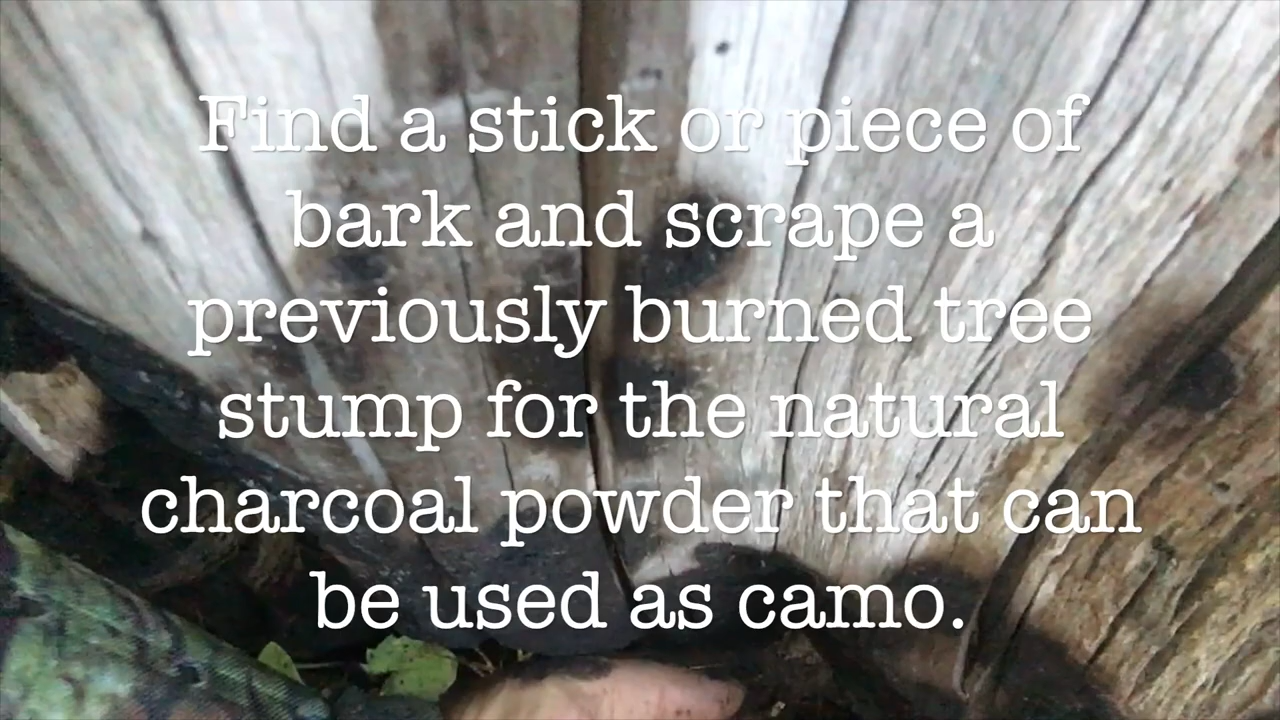 Find a stick or piece of
bark and scrape a
previously burned tree
stump for the natural
charcoal powder that can
be used as camo.